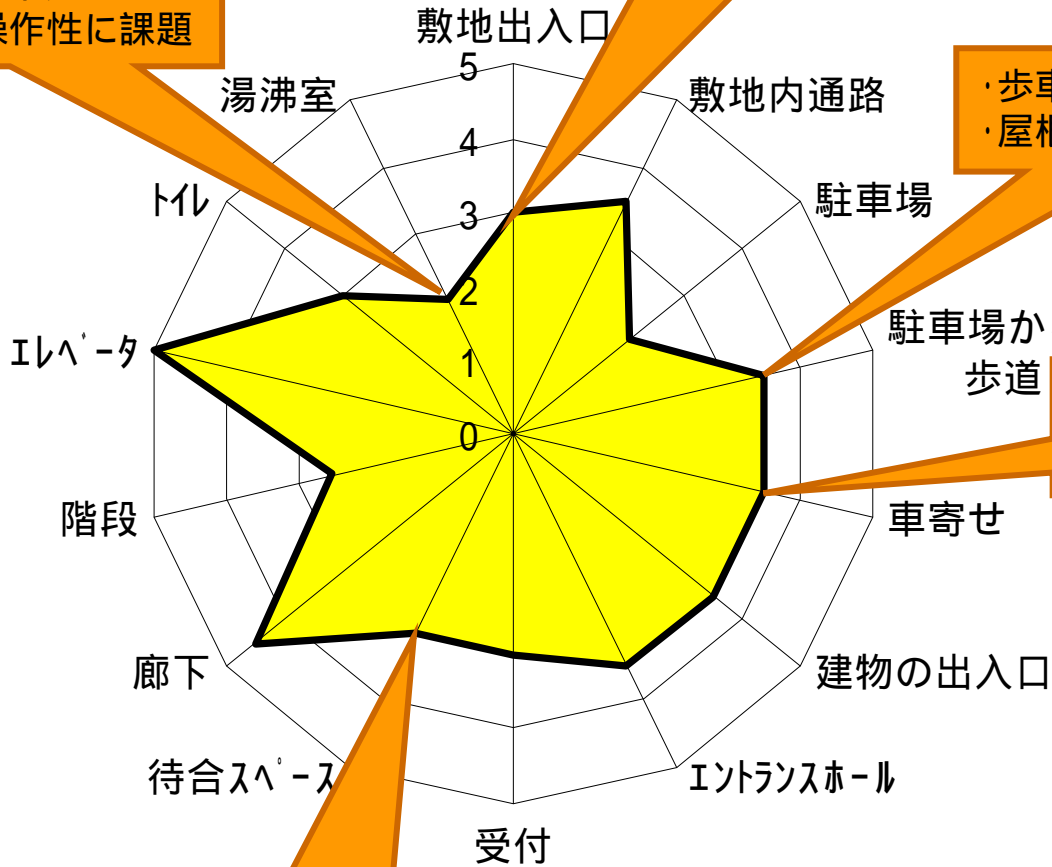 操作性に課題
敷地出入口
敷地内通路
・歩車
・屋根
駐車場
駐車場か
歩道
車寄せ
建物の出入口
エントランスホール
受付
待合スペース
廊下
階段
エレベータ
トイレ
湯沸室
5
4
3
2
1
0